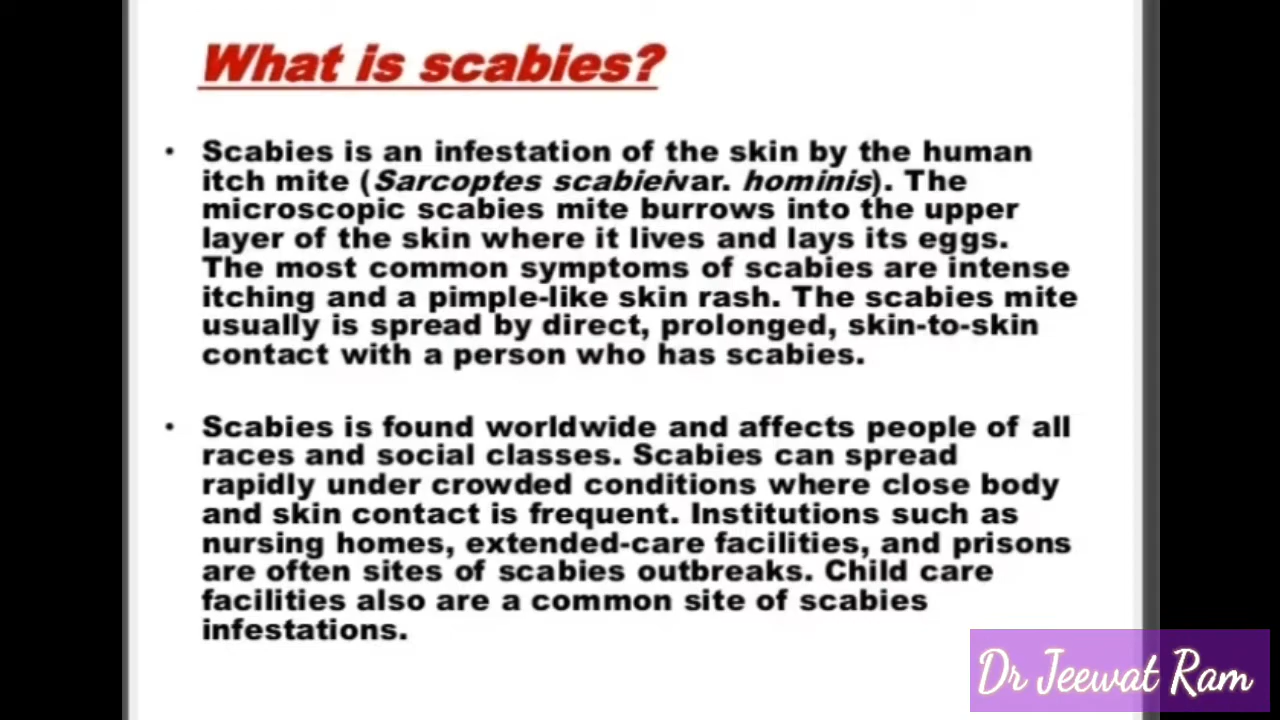 What is scabies?
• Scabies is an infestation of the skin by the human
itch mite (Sarcoptes scabieivar. hominis). The
microscopic scabies mite burrows into the upper
layer of the skin where it lives and lays its eggs.
The most common symptoms of scabies are intense
itching and a pimple-like skin rash. The scabies mite
usually is spread by direct, prolonged, skin-to-skin
contact with a person who has scabies.
• Scabies is found worldwide and affects people of all
races and social classes. Scabies can spread
rapidly under crowded conditions where close body
and skin contact is frequent. Institutions such as
nursing homes, extended-care facilities, and prisons
are often sites of scabies outbreaks. Child care
facilities also are a common site of scabies
infestations.
Dr Jeewat Ram